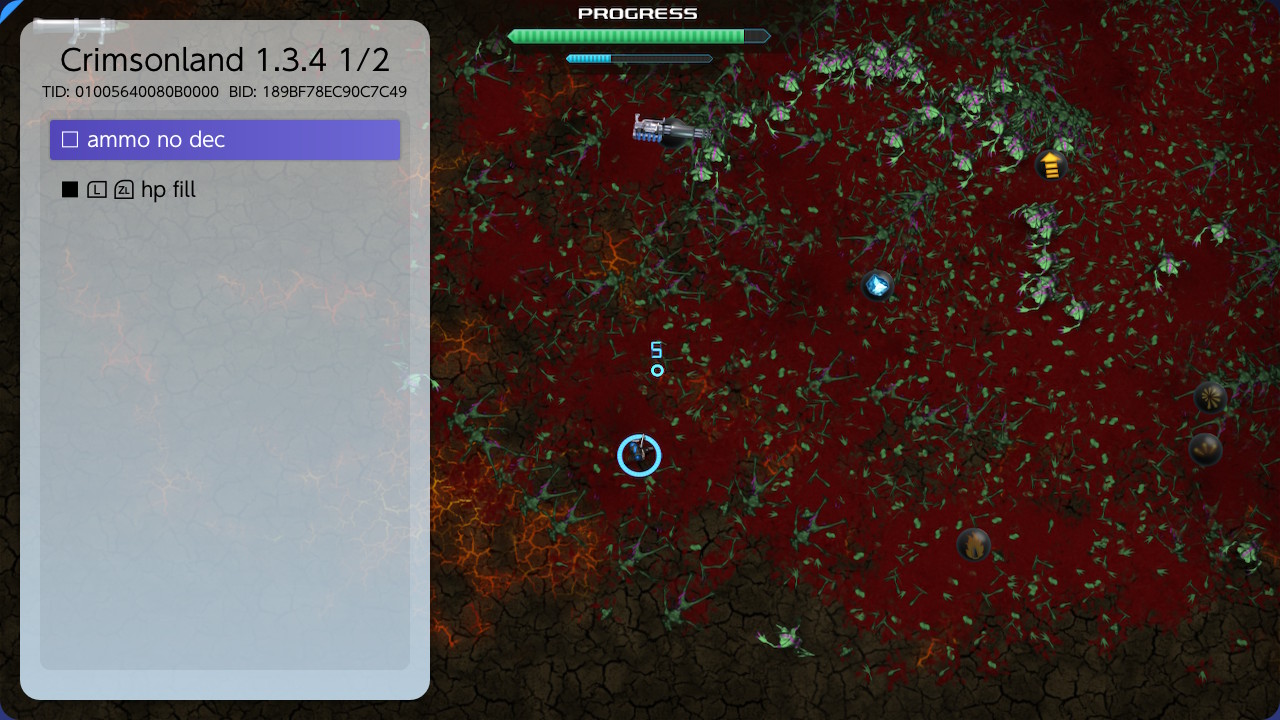 Crimsonland 1.3.4 1/2
TID: 01005640080B0000 BID: 189BF78EC90C7C49
ammo no dec
L ZL hp fill
PROGRESS
5